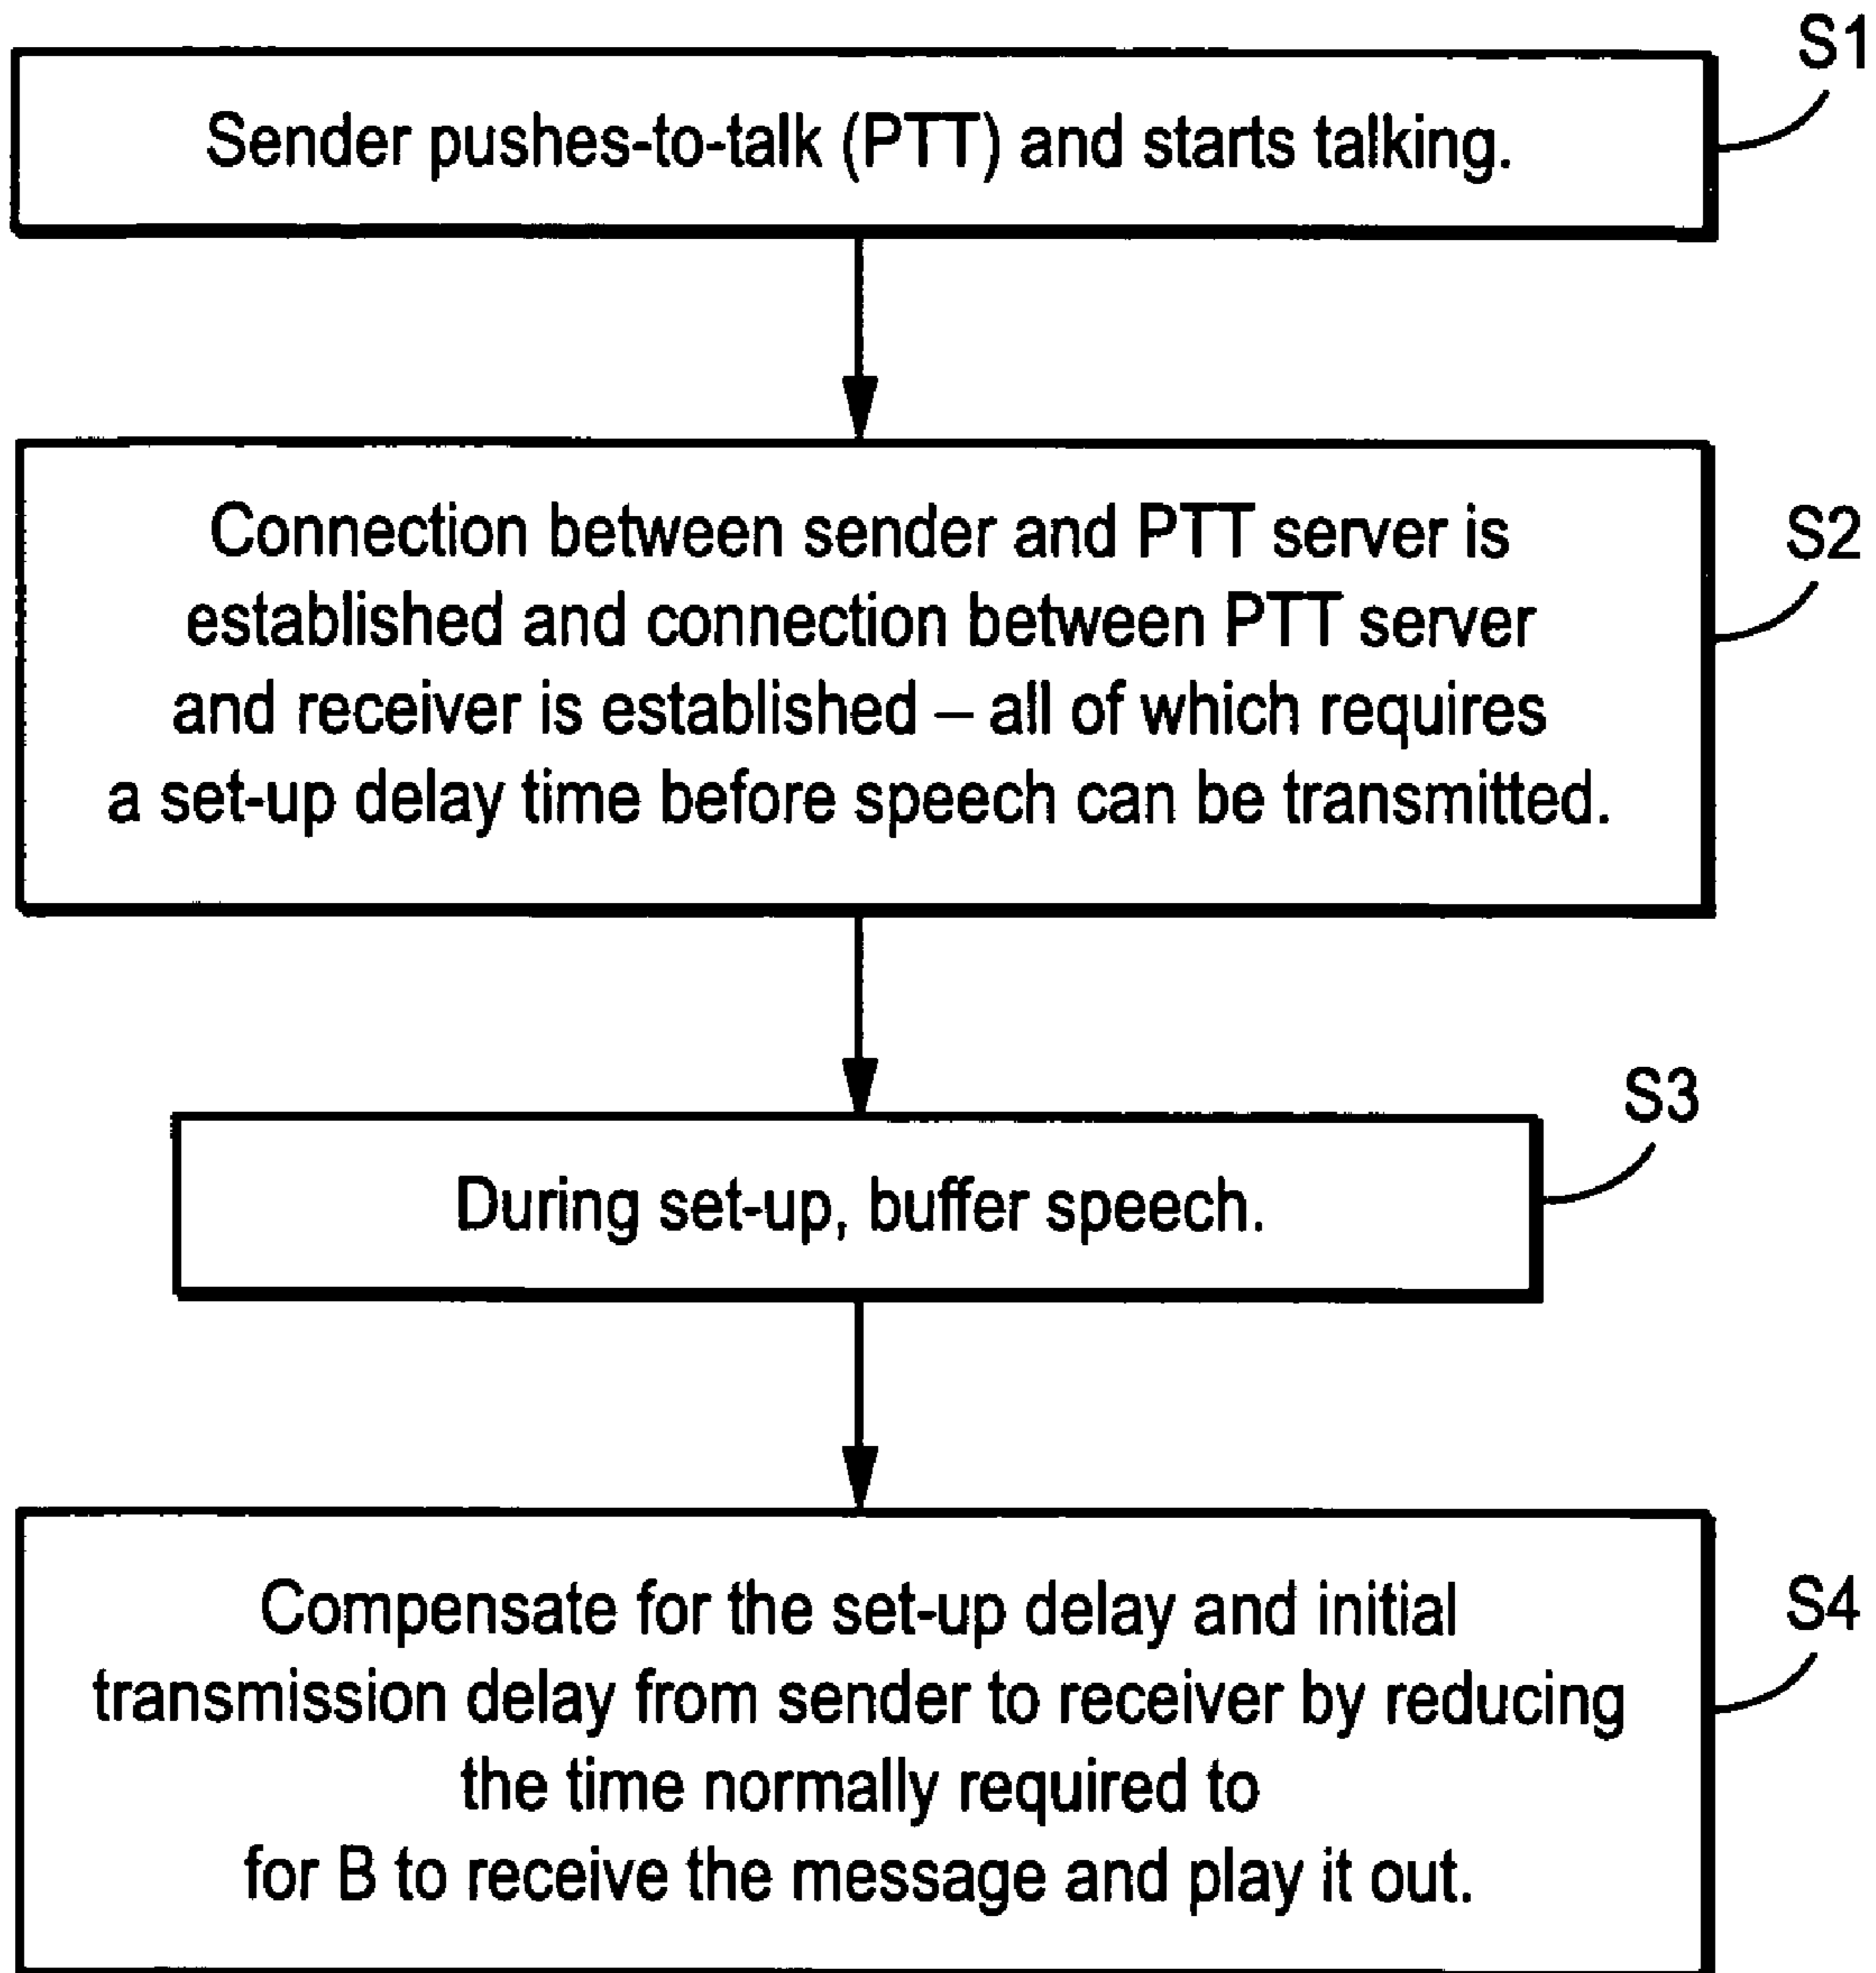 S1
Sender pushes-to-talk (PTT) and starts talking.
S2
Connection between sender and PTT server is
established and connection between PTT server
and receiver is established – all of which requires
a set-up delay time before speech can be transmitted.
S3
During set-up, buffer speech.
S4
Compensate for the set-up delay and initial
transmission delay from sender to receiver by reducing
the time normally required to
for B to receive the message and play it out.